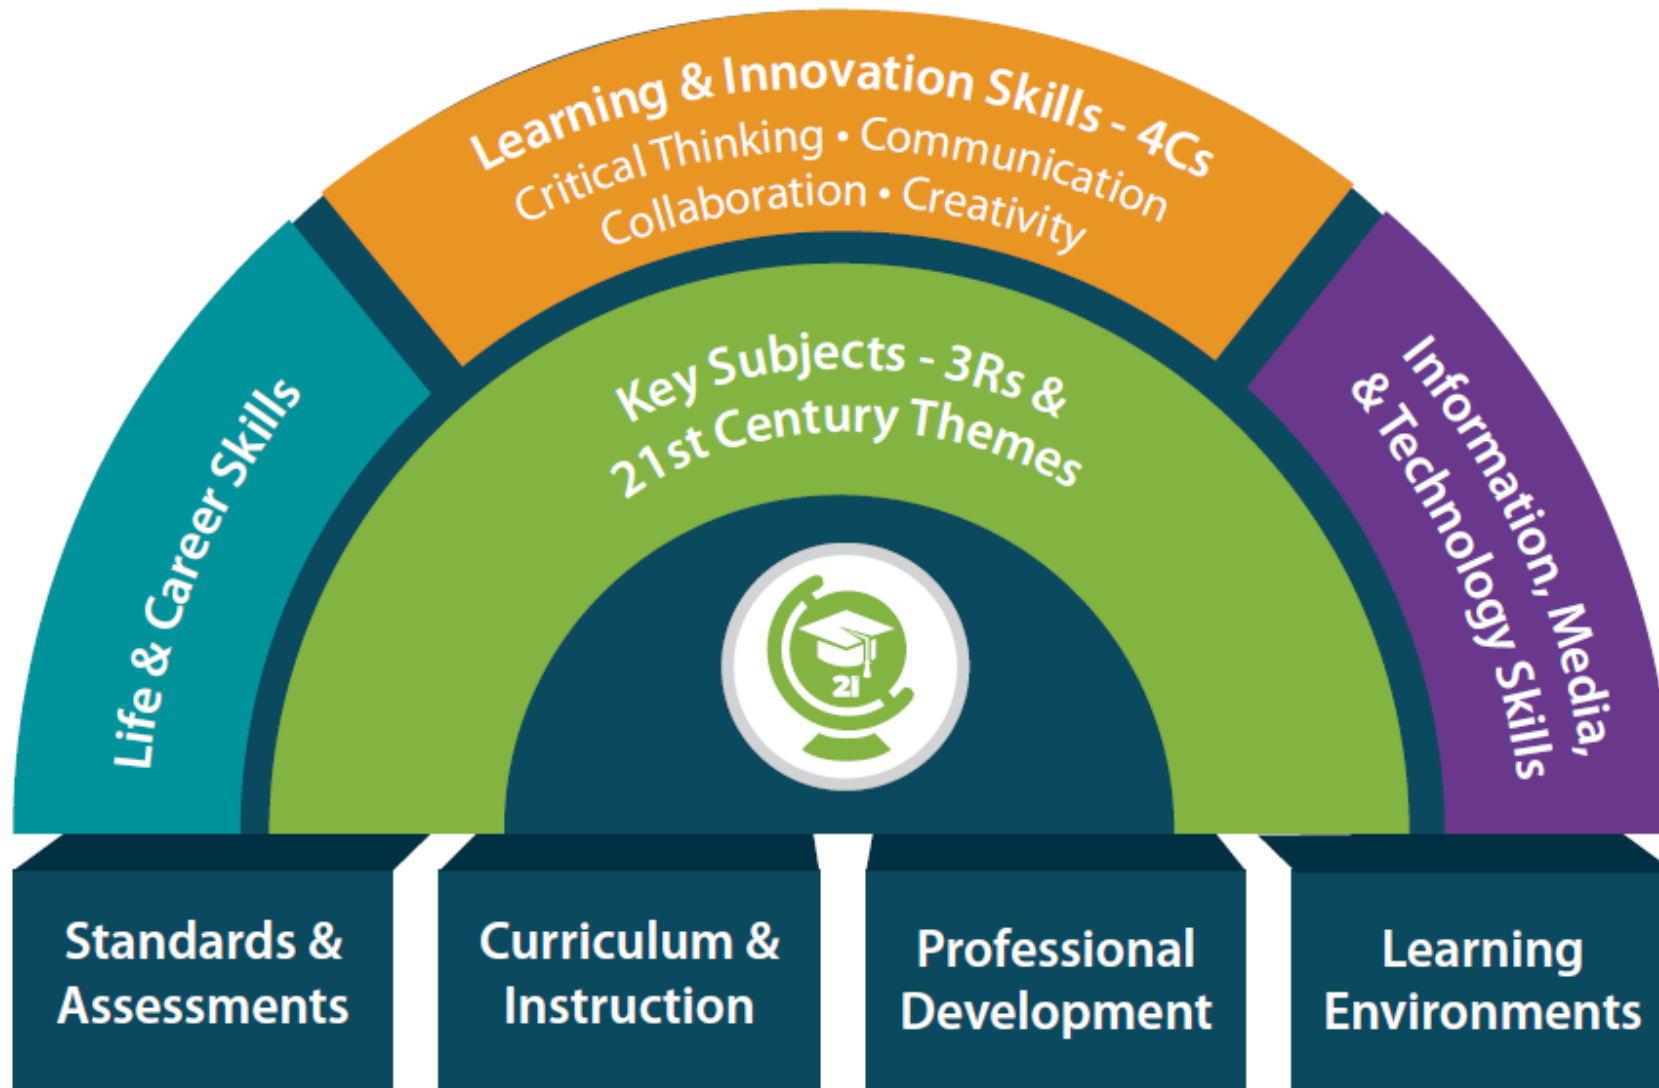 Learning & Innovation Skills - 4Cs
Critical Thinking • Communication
Collaboration • Creativity
Life & Career Skills
Key Subjects - 3Rs &
21st Century Themes
Information, Media,
& Technology Skills
21
Standards &
Assessments
Curriculum &
Instruction
Professional
Development
Learning
Environments